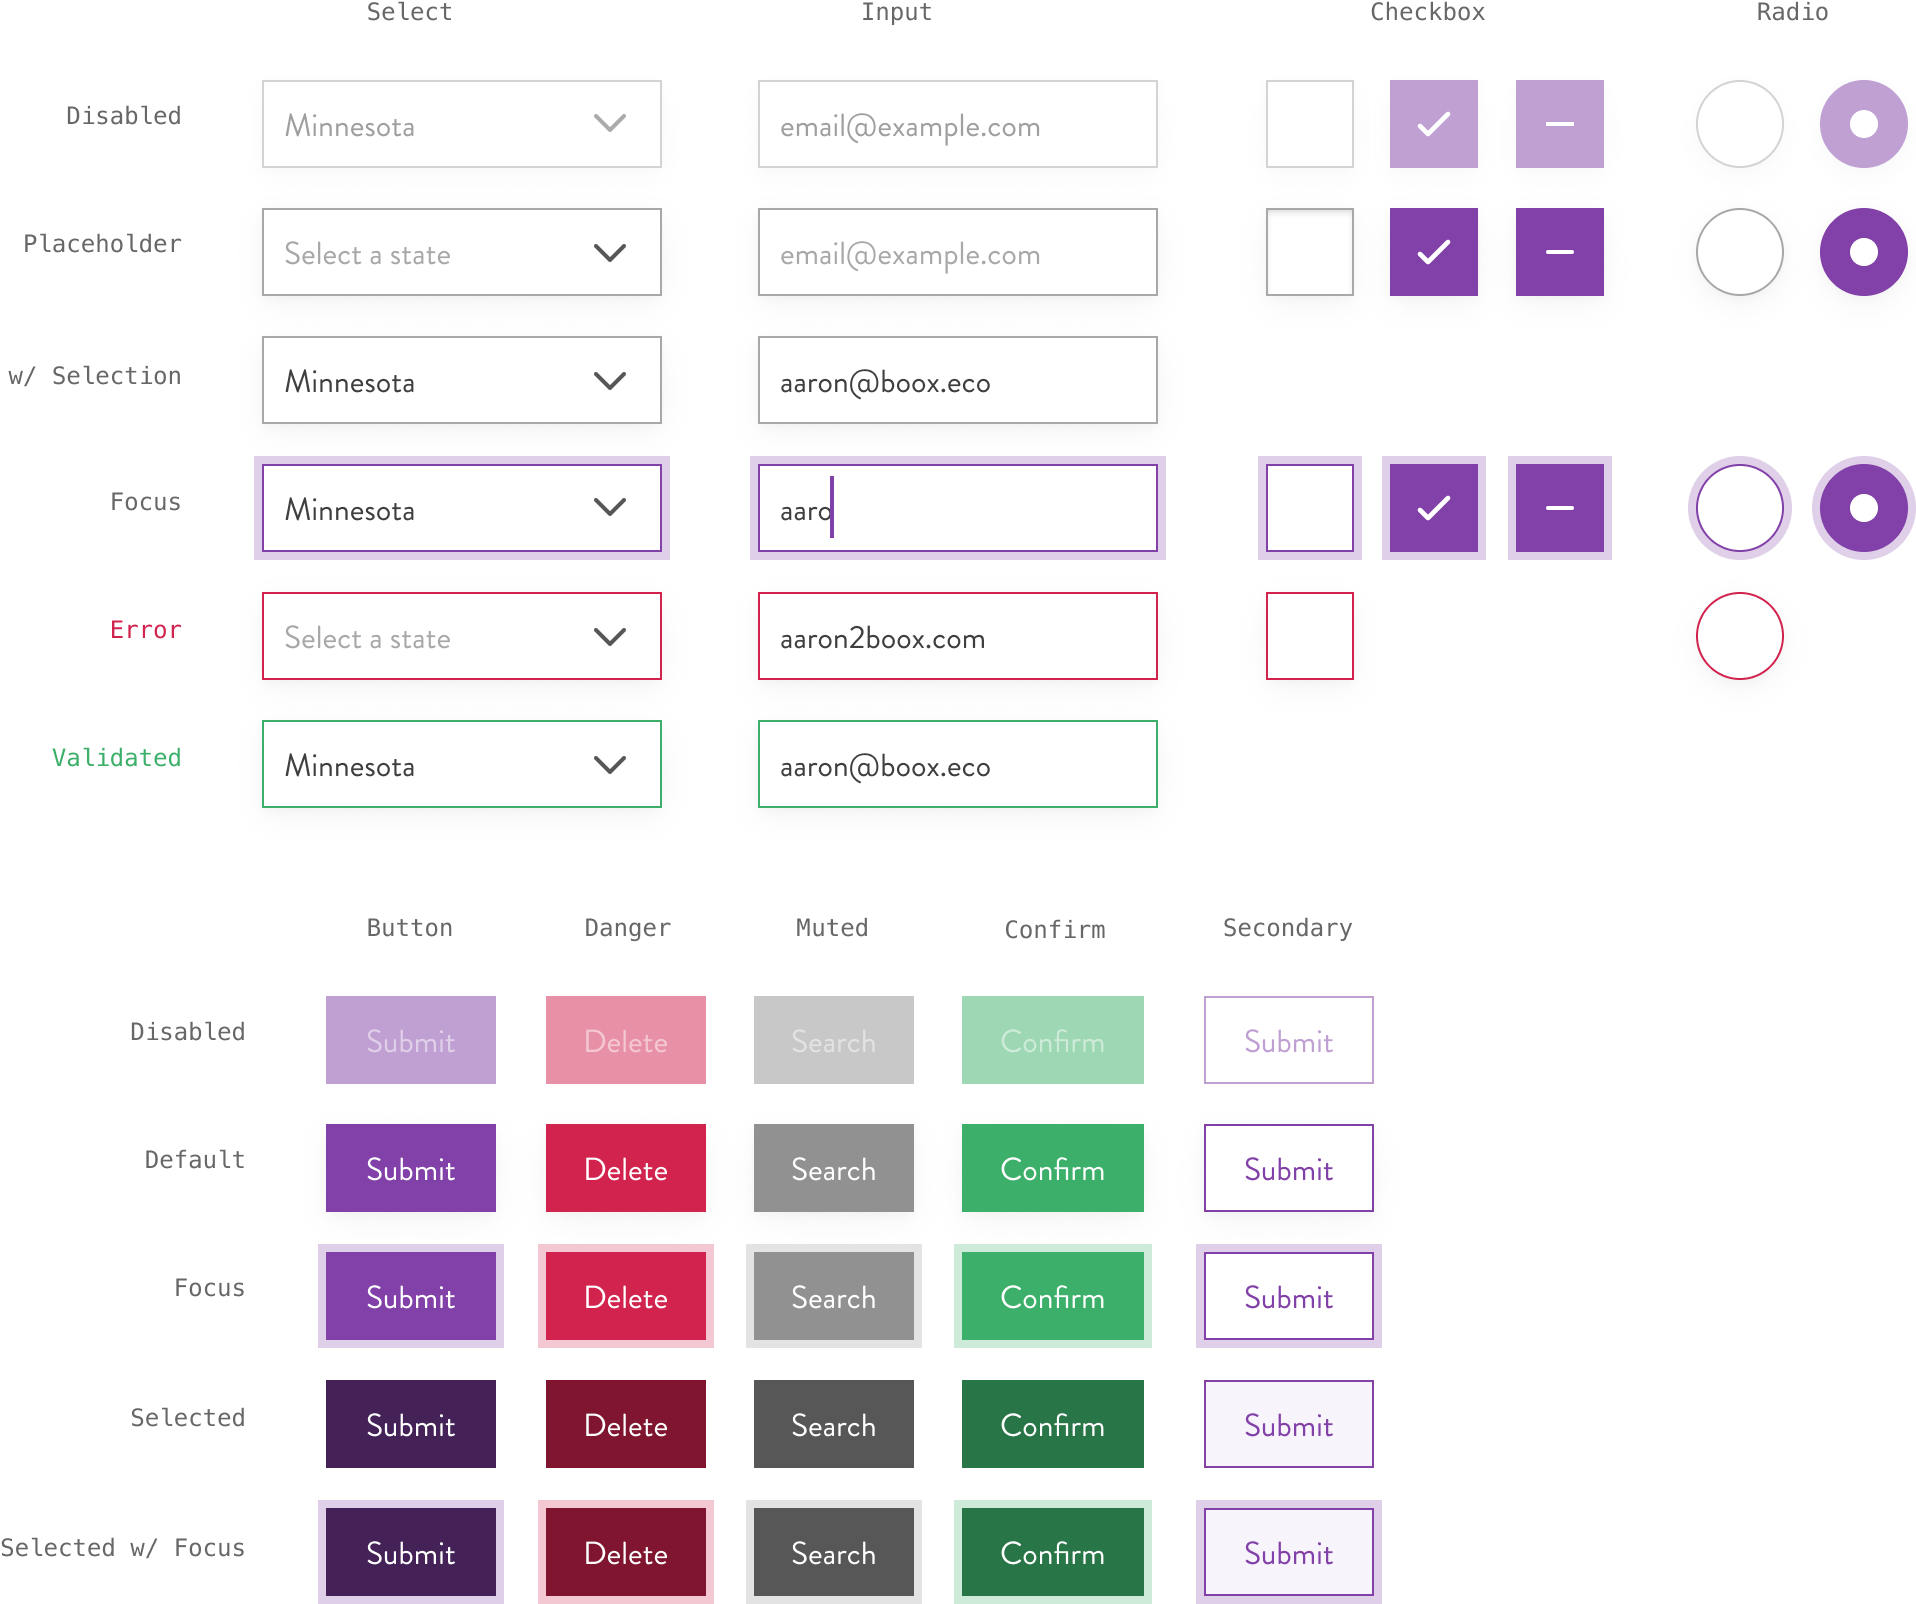 Select Input Checkbox Radio
Disabled Minnesota email@example.com
Placeholder Select a state email@example.com
w/ Selection Minnesota aaron@boox.eco
Focus Minnesota aaro
Error Select a state aaron2boox.com
Validated Minnesota aaron@boox.eco
Button Danger Muted Confirm Secondary
Disabled Submit Delete Search Confirm Submit
Default Submit Delete Search Confirm Submit
Focus Submit Delete Search Confirm Submit
Selected Submit Delete Search Confirm Submit
Selected w/ Focus Submit Delete Search Confirm Submit